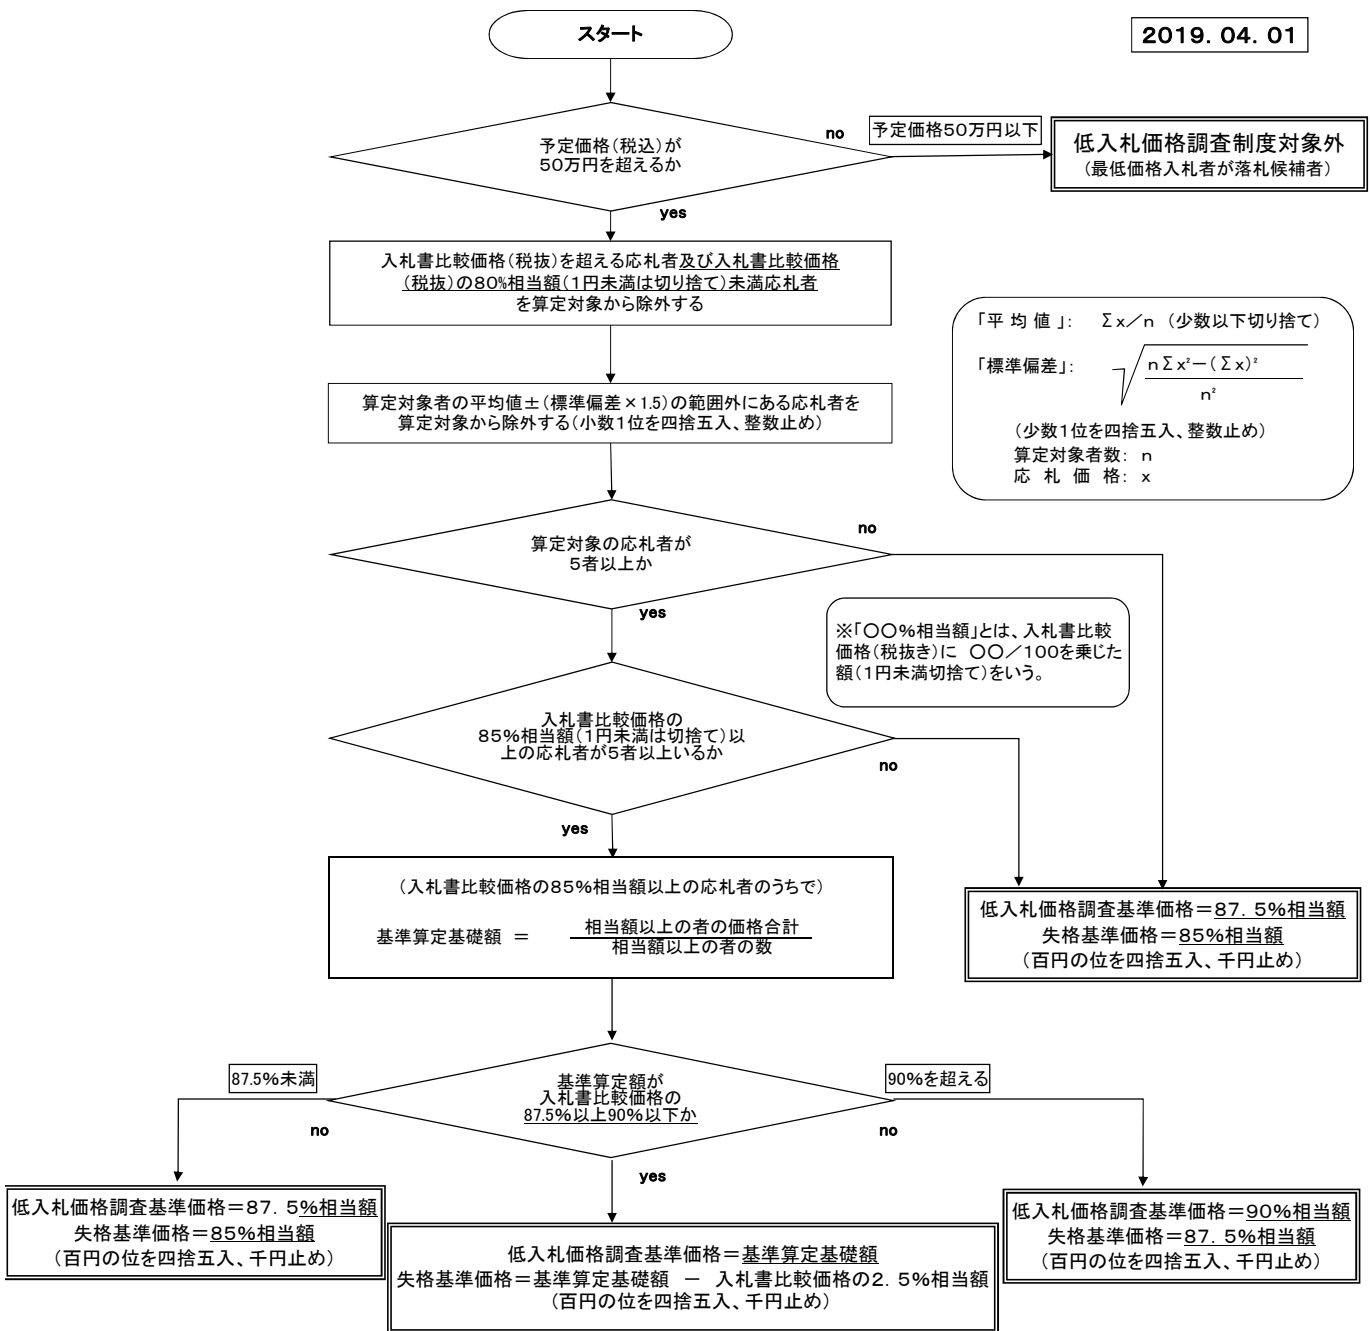 スタート
2019．04．01
予定価格（税込）が
50万円を超えるか
no
予定価格50万円以下
低入札価格調査制度対象外
（最低価格入札者が落札候補者）
yes
入札書比較価格（税抜）を超える応札者及び入札書比較価格
（税抜）の80％相当額（1円未満は切り捨て）未満応札者
を算定対象から除外する
「平 均 値 」： Σx／n （少数以下切り捨て）
「標準偏差」： √ nΣx²－（Σx）²
n²
（少数1位を四捨五入、整数止め）
算定対象者数： n
応 札 価 格： x
算定対象者の平均値±（標準偏差×1.5）の範囲外にある応札者を
算定対象から除外する（小数1位を四捨五入、整数止め）
no
算定対象の応札者が
5者以上か
yes
※「〇〇％相当額」とは、入札書比較
価格（税抜き）に 〇〇／100を乗じた
額（1円未満切捨て）をいう。
入札書比較価格の
85％相当額（1円未満は切捨て）以
上の応札者が5者以上いるか
no
yes
（入札書比較価格の85％相当額以上の応札者のうちで）
基準算定基礎額 ＝ 相当額以上の者の価格合計
相当額以上の者の数
低入札価格調査基準価格＝87．5％相当額
失格基準価格＝85％相当額
（百円の位を四捨五入、千円止め）
87.5％未満
基準算定額が
入札書比較価格の
87.5％以上90％以下か
90％を超える
no
no
yes
低入札価格調査基準価格＝87．5％相当額
失格基準価格＝85％相当額
（百円の位を四捨五入、千円止め）
低入札価格調査基準価格＝基準算定基礎額
失格基準価格＝基準算定基礎額 － 入札書比較価格の2．5％相当額
（百円の位を四捨五入、千円止め）
低入札価格調査基準価格＝90％相当額
失格基準価格＝87．5％相当額
（百円の位を四捨五入、千円止め）